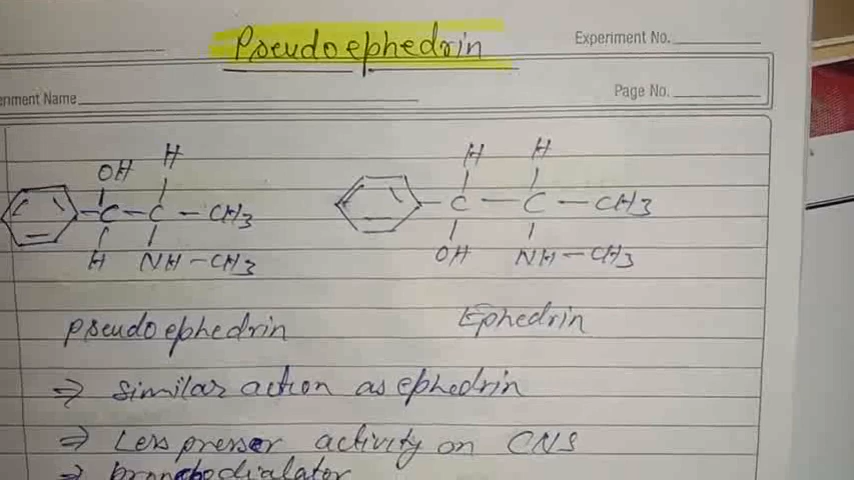 Pseudoephedrin
Experiment No.
enment Name
Page No.
OH H
C - C - CH3
H NH - CH3
H H
C - C - CH3
OH NH - CH3
Pseudoephedrin
Ephedrin
⇒ Similar action as ephedrin
⇒ Less presser activity on CNS
⇒ bronchodialator